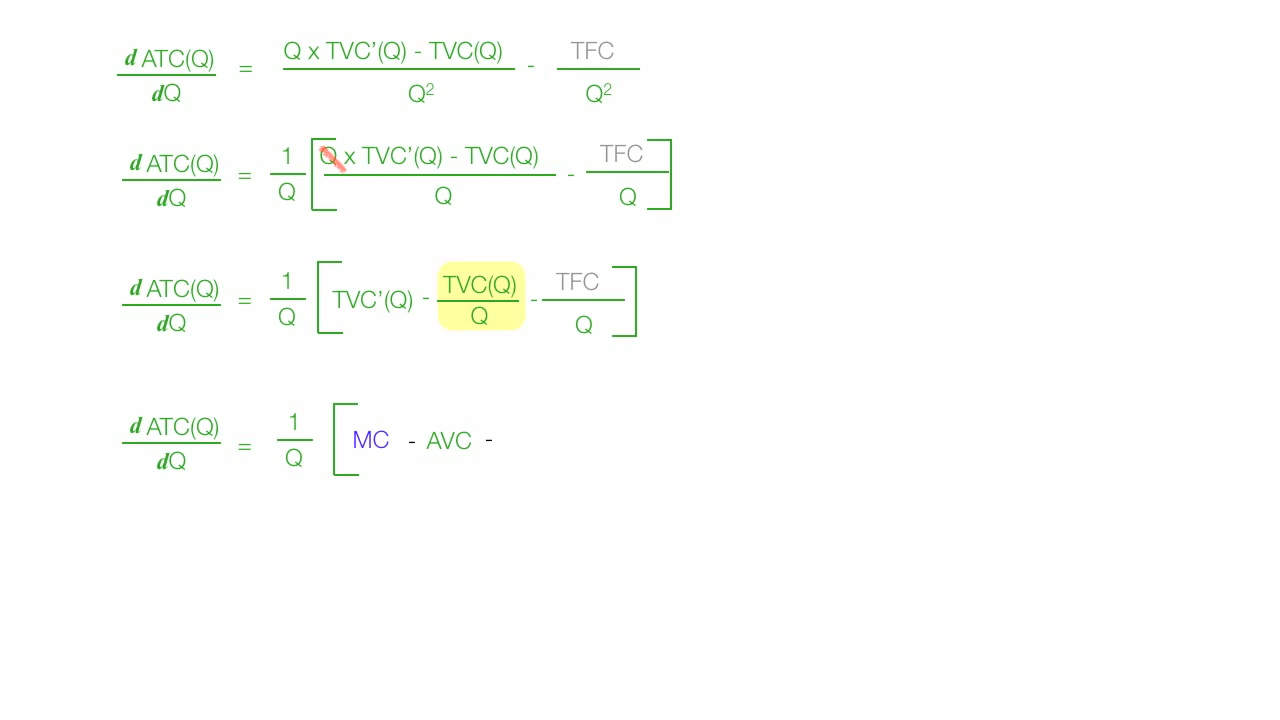 d ATC(Q) / dQ = Q x TVC'(Q) - TVC(Q) / Q² - TFC / Q²
d ATC(Q) / dQ = 1 / Q [ Q x TVC'(Q) - TVC(Q) / Q - TFC / Q ]
d ATC(Q) / dQ = 1 / Q [ TVC'(Q) - TVC(Q) / Q - TFC / Q ]
d ATC(Q) / dQ = 1 / Q [ MC - AVC -